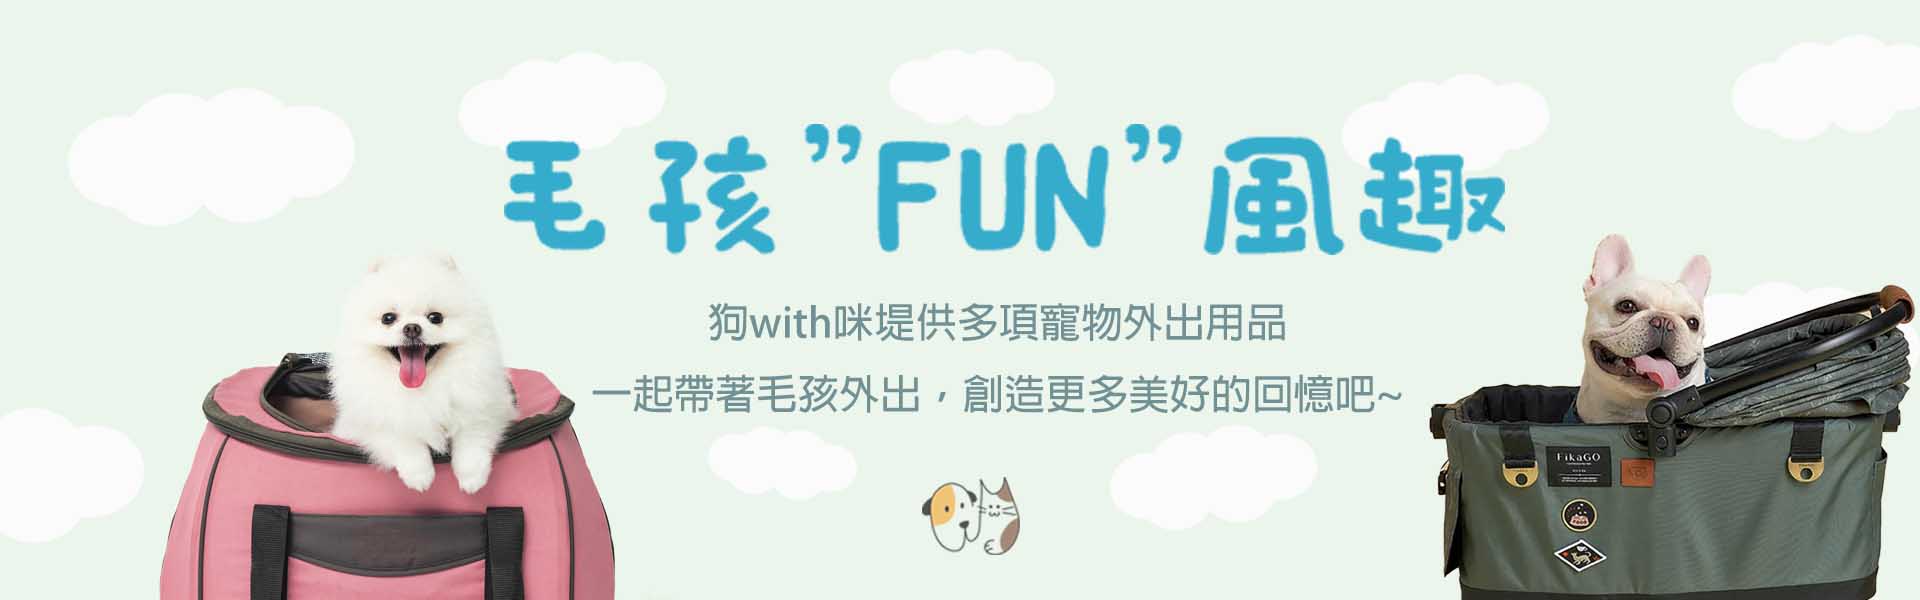 毛孩”FUN”風趣
狗with咪堤供多項寵物外出用品
一起帶著毛孩外出，創造更多美好的回憶吧~
FikaGO